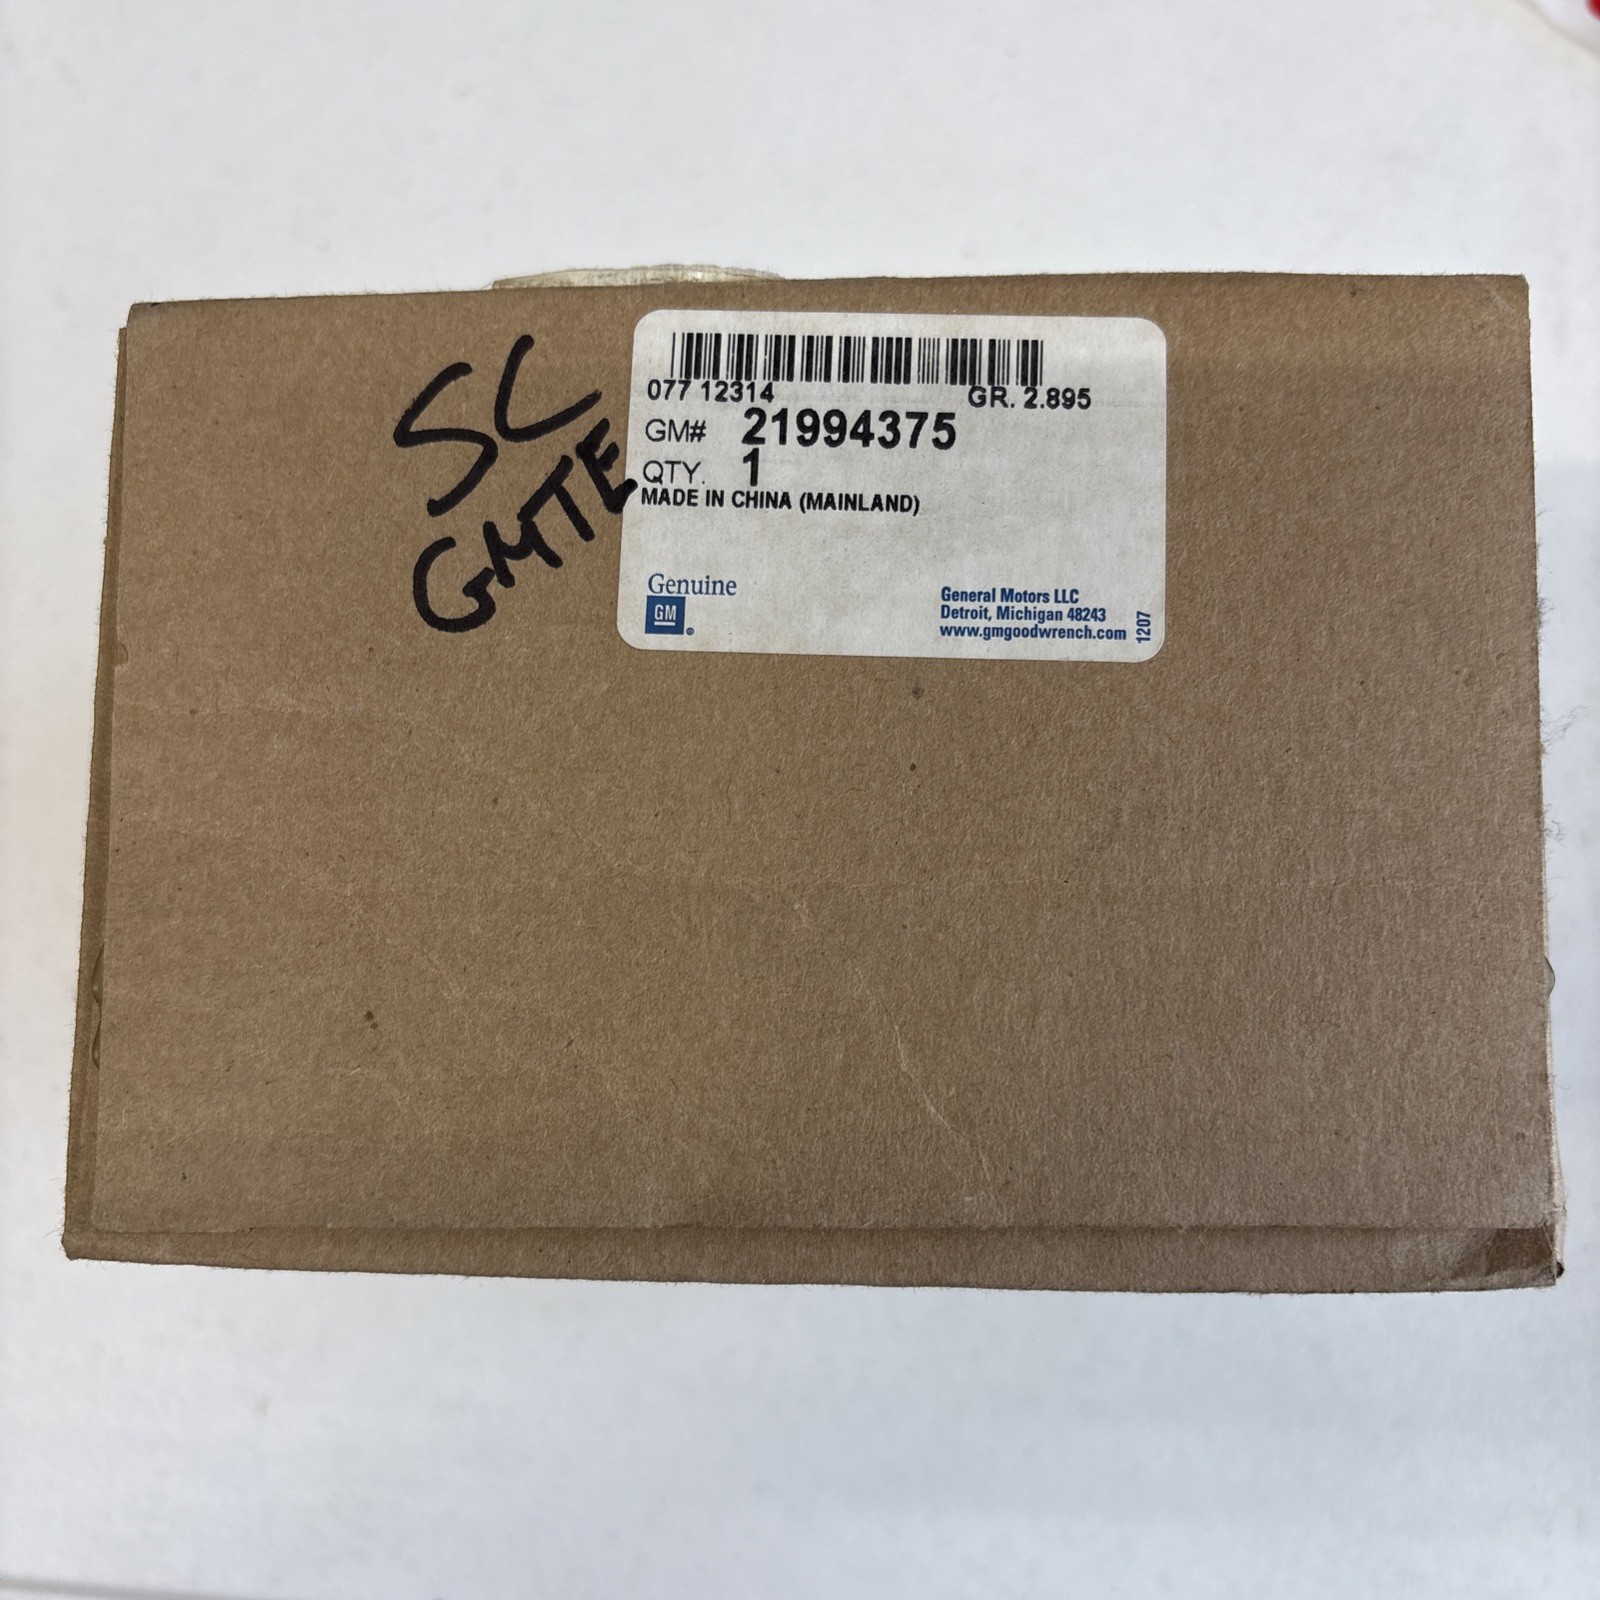 SC
GMTE
077 12314 GR. 2.895
GM# 21994375
QTY. 1
MADE IN CHINA (MAINLAND)
Genuine
GM
®
General Motors LLC
Detroit, Michigan 48243
www.gmgoodwrench.com
1207